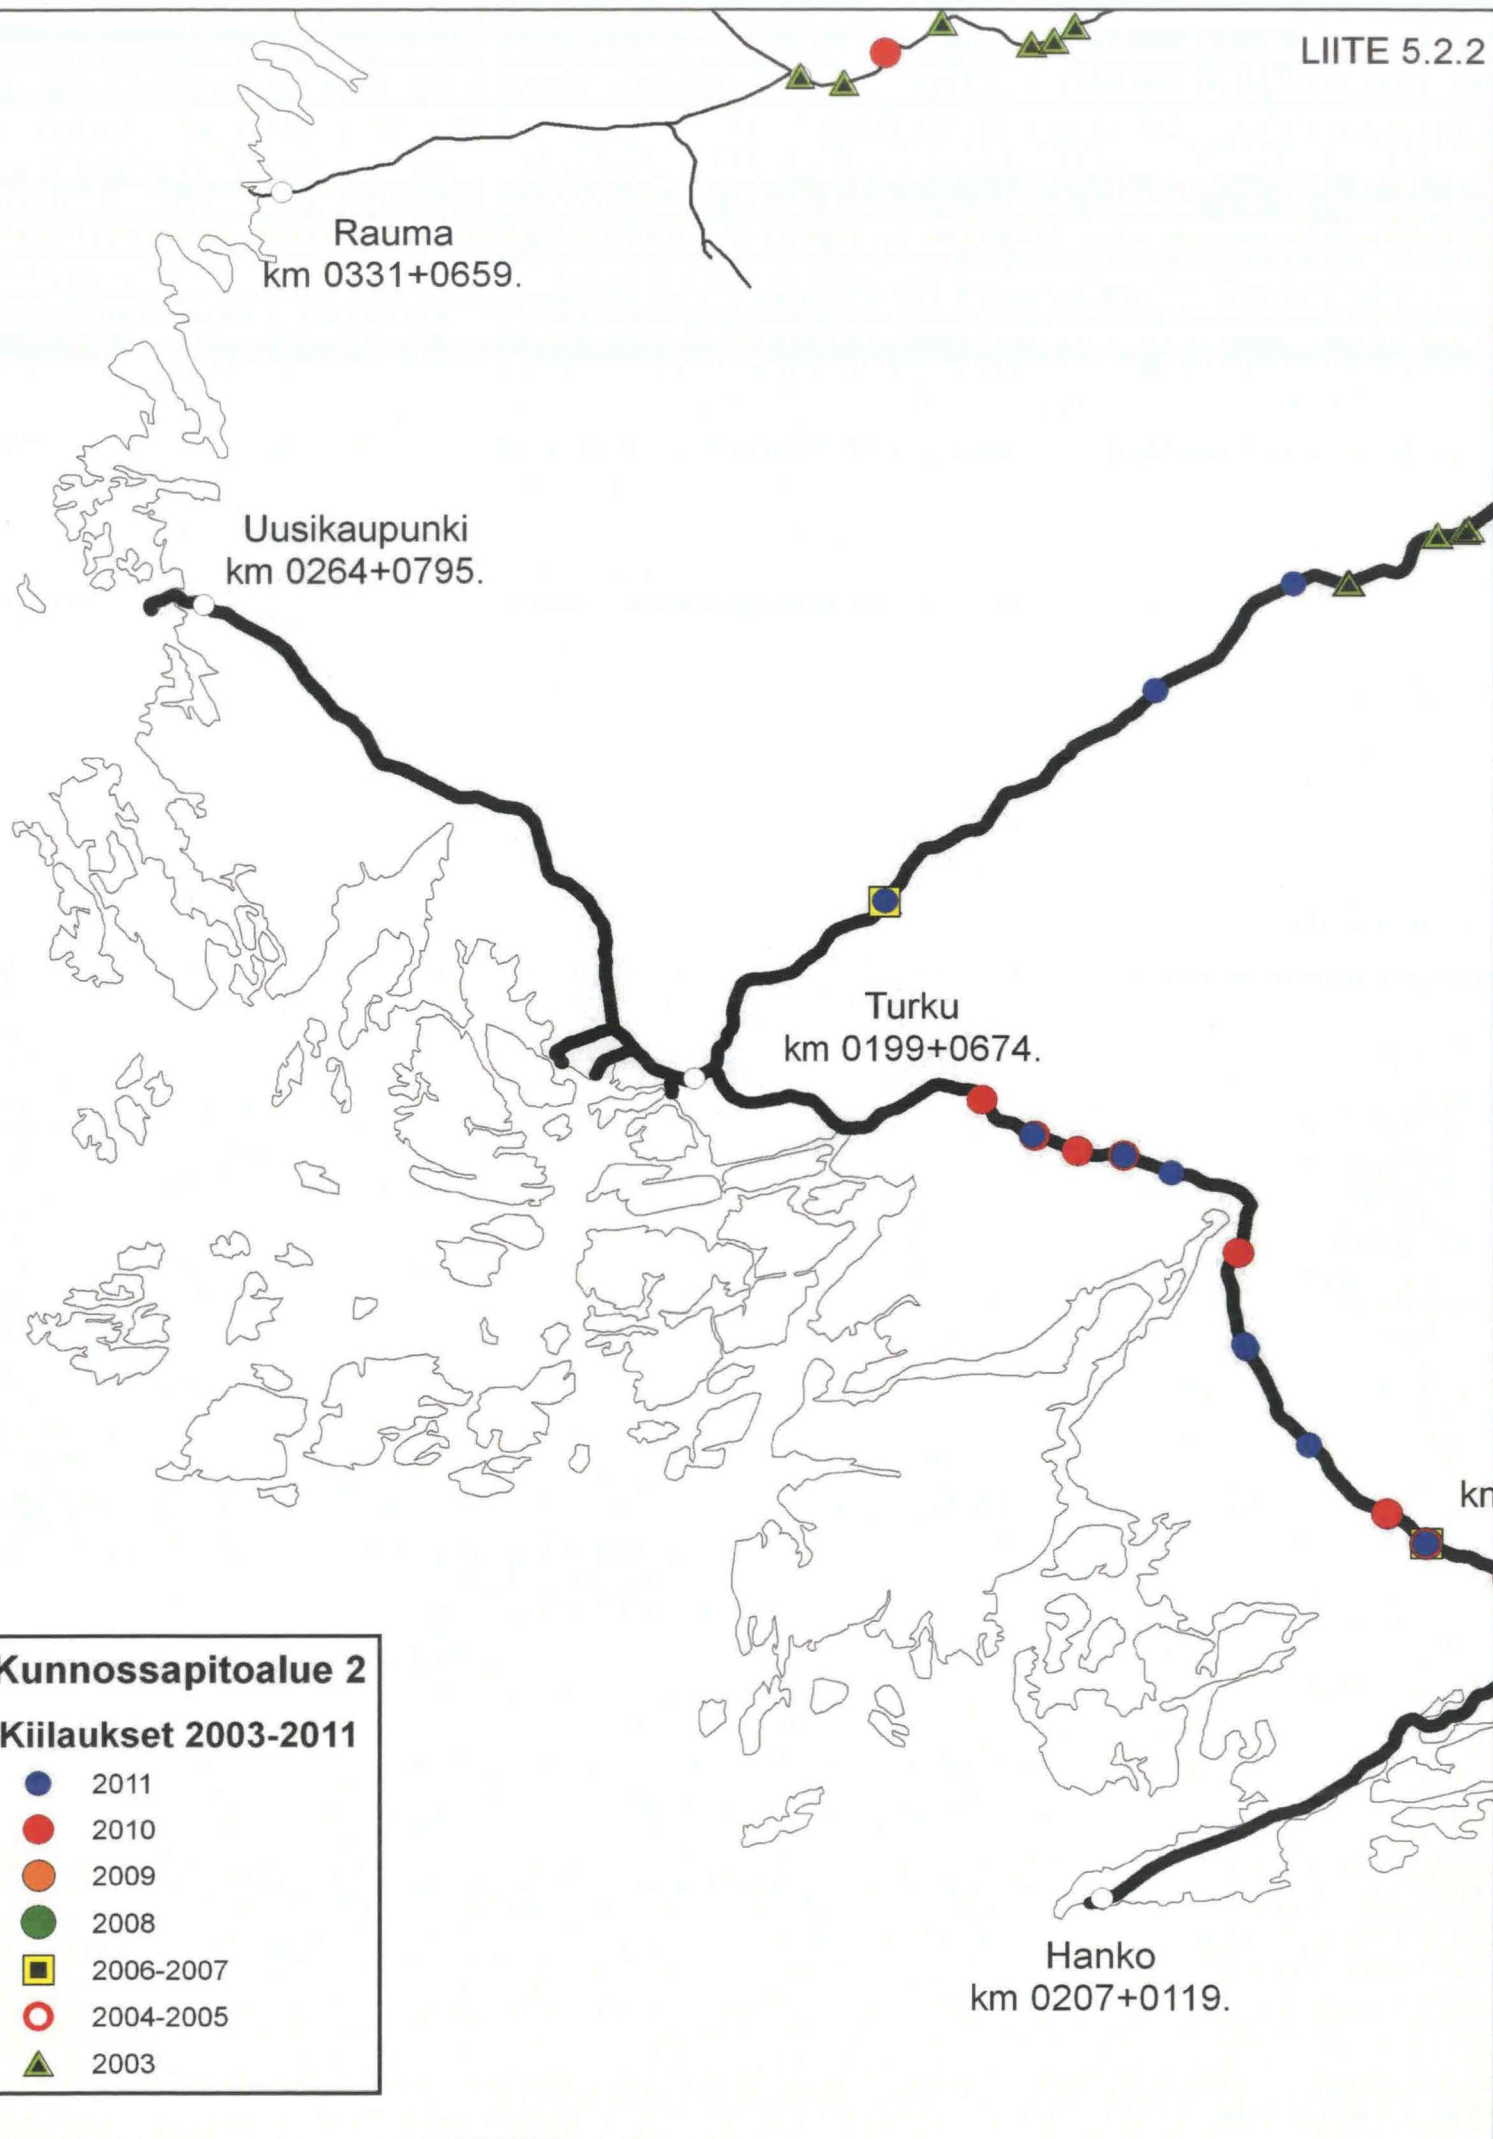 LIITE 5.2.2
Rauma
km 0331+0659.
Uusikaupunki
km 0264+0795.
Turku
km 0199+0674.
km
Hanko
km 0207+0119.
Kunnossapitoalue 2
Kiilaukset 2003-2011
2011
2010
2009
2008
2006-2007
2004-2005
2003